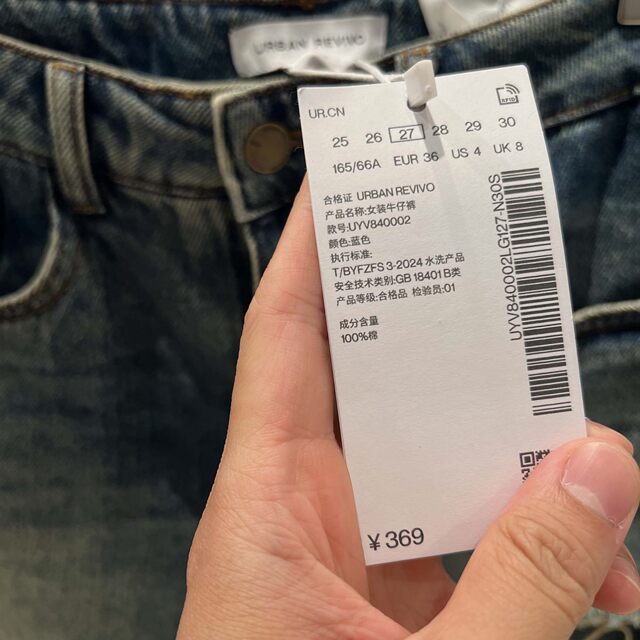 URBAN REVIVO
UR.CN
RFID
25 26 27 28 29 30
165/66A EUR 36 US 4 UK 8
合格证 URBAN REVIVO
产品名称:女装牛仔裤
款号:UYV840002
颜色:蓝色
执行标准:
T/BYFZFS 3-2024 水洗产品
安全技术类别:GB 18401 B类
产品等级:合格品 检验员:01
成分含量
100%棉
UYV840002LG127-N30S
¥ 369